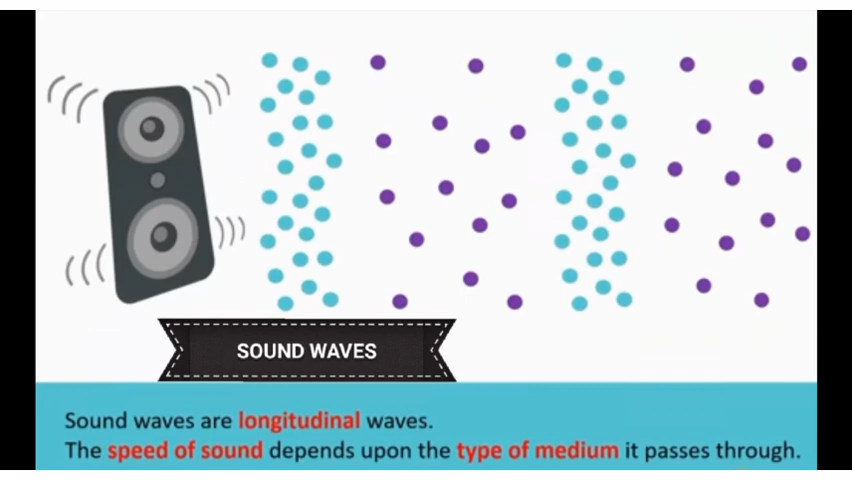 SOUND WAVES
Sound waves are longitudinal waves.
The speed of sound depends upon the type of medium it passes through.